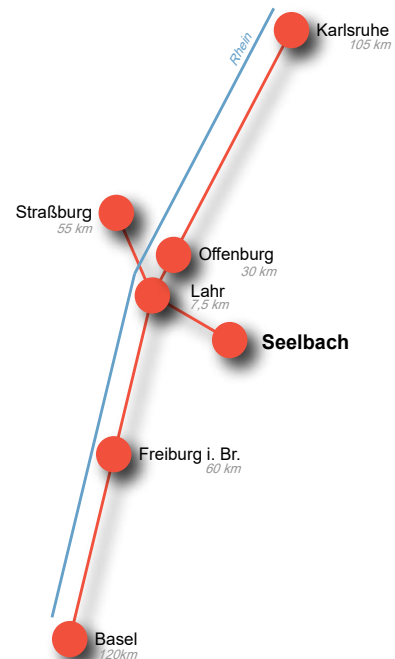 Rhein
Karlsruhe
105 km
Straßburg
55 km
Offenburg
30 km
Lahr
7,5 km
Seelbach
Freiburg i. Br.
60 km
Basel
120km